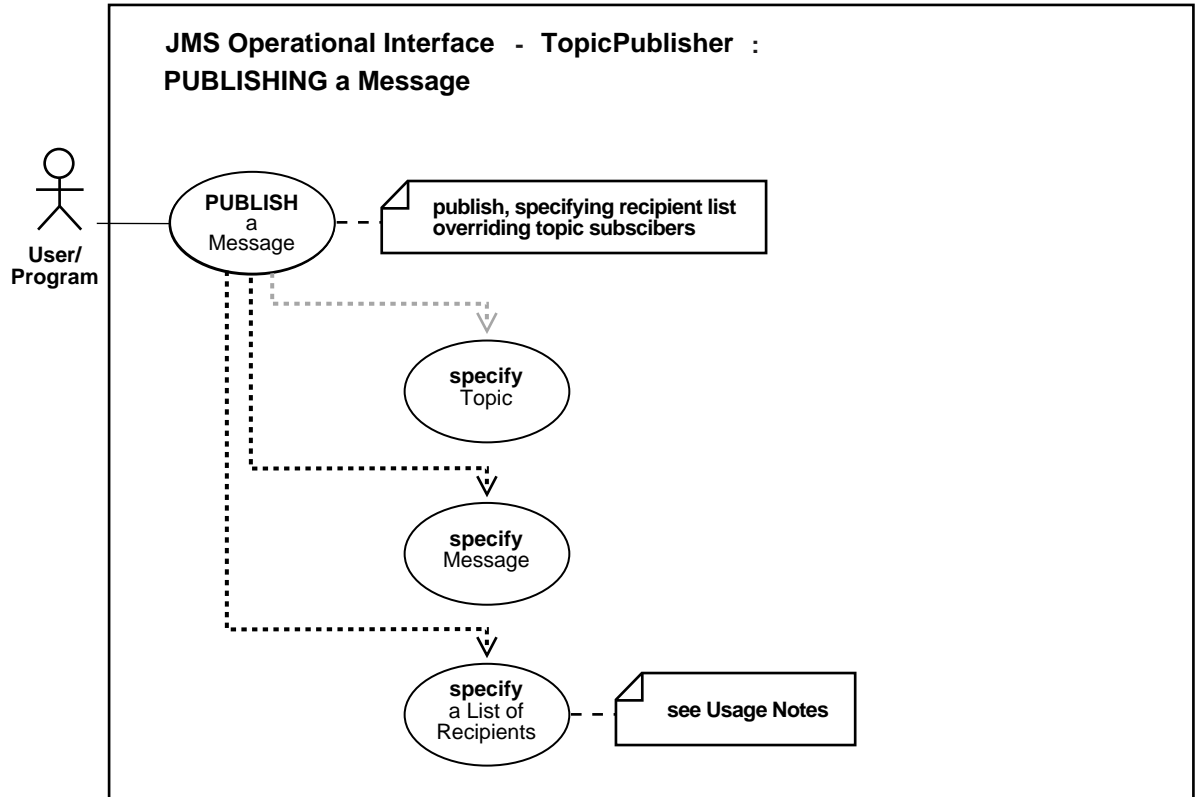 JMS Operational Interface - TopicPublisher :
PUBLISHING a Message
User/
Program
PUBLISH
a
Message
publish, specifying recipient list
overriding topic subscibers
specify
Topic
specify
Message
specify
a List of
Recipients
see Usage Notes